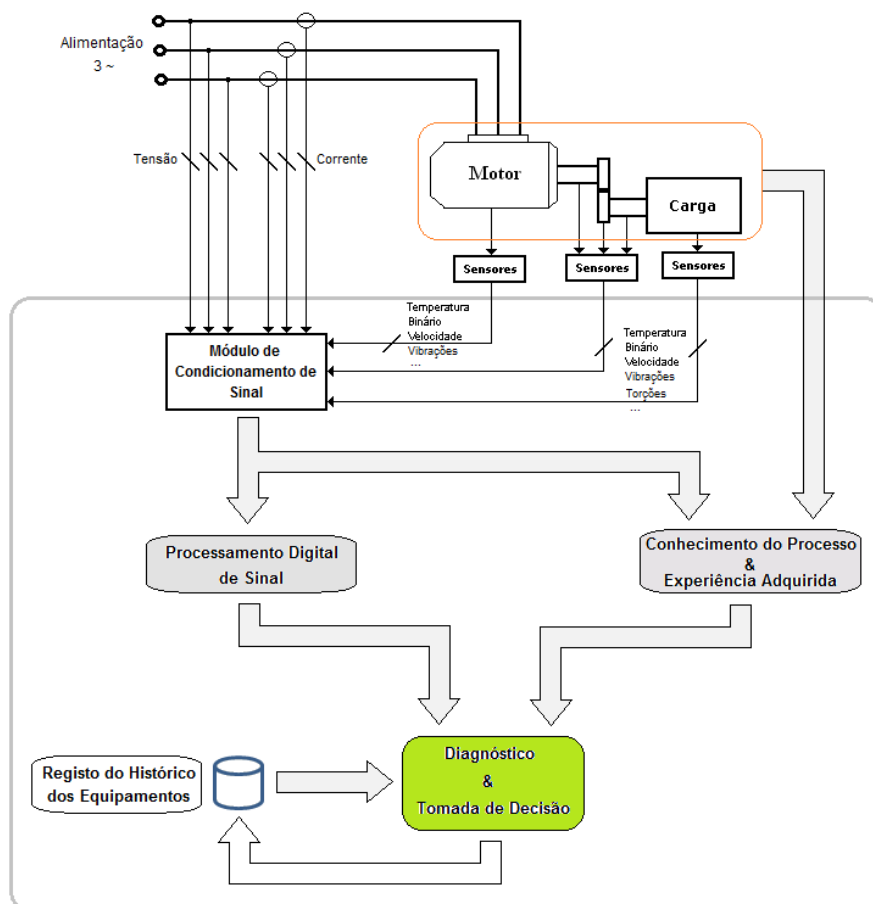 Alimentação
3 ~
Tensão
Corrente
Motor
Carga
Sensores
Sensores
Sensores
Temperatura
Binário
Velocidade
Vibrações
...
Temperatura
Binário
Velocidade
Vibrações
Torções
...
Módulo de
Condicionamento de
Sinal
Processamento Digital
de Sinal
Conhecimento do Processo
&
Experiência Adquirida
Diagnóstico
&
Tomada de Decisão
Registo do Histórico
dos Equipamentos